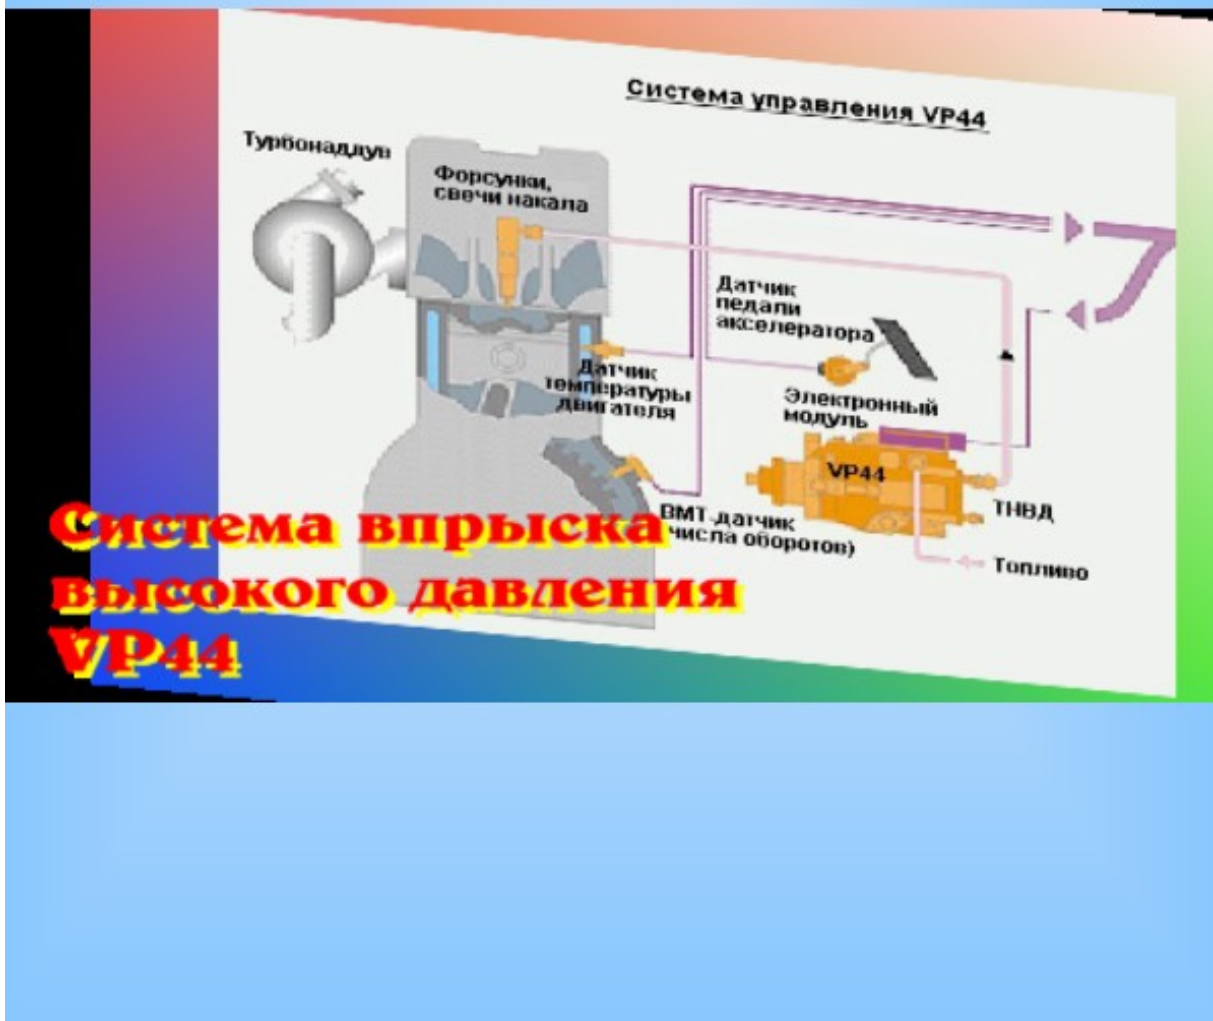 Система управления VP44
Турбонаддув
Форсунки,
свечи накала
Датчик
педали
акселератора
Датчик
температуры
двигателя
Электронный
модуль
VP44
ТНВД
ВМТ-датчик
числа оборотов)
Топливо
Система впрыска
высокого давления
VP44